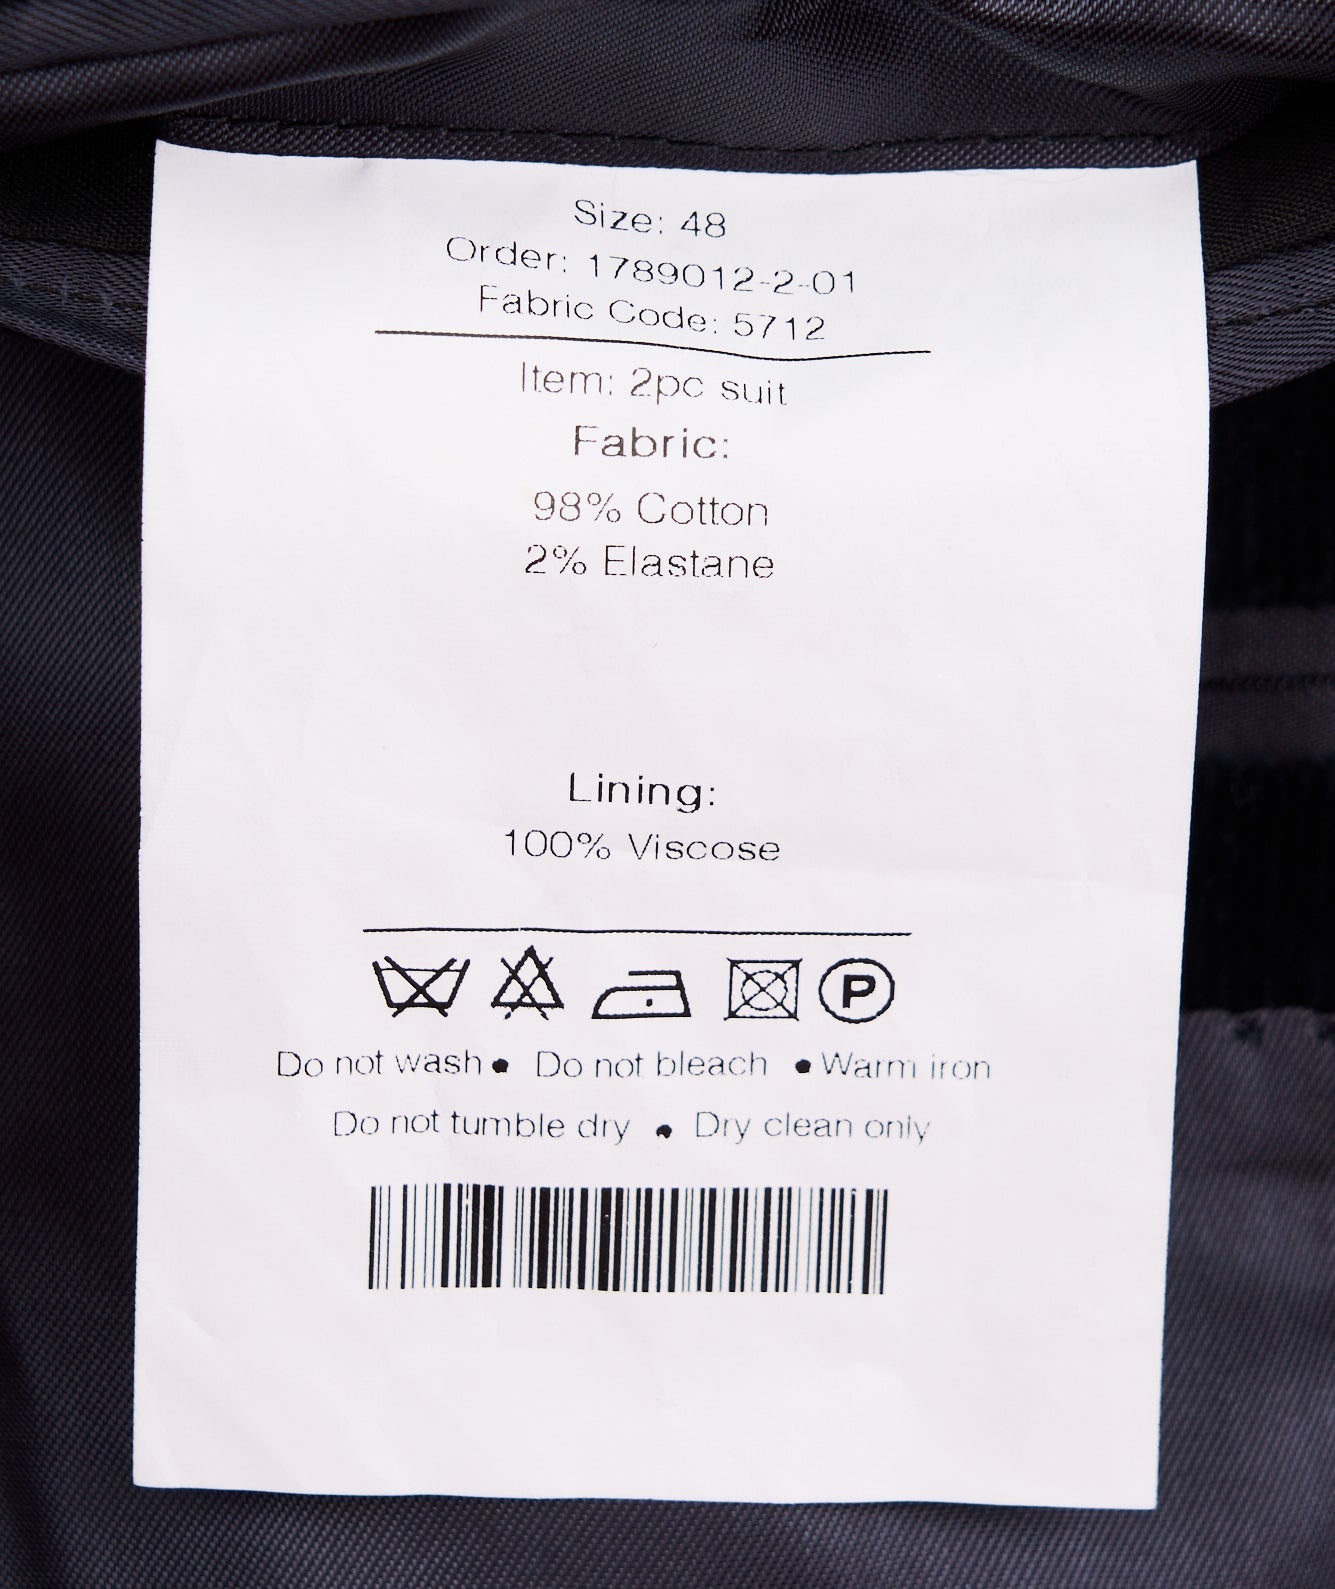 Size: 48
Order: 1789012-2-01
Fabric Code: 5712
Item: 2pc suit
Fabric:
98% Cotton
2% Elastane
Lining:
100% Viscose
P
Do not wash • Do not bleach • Warm iron
Do not tumble dry • Dry clean only